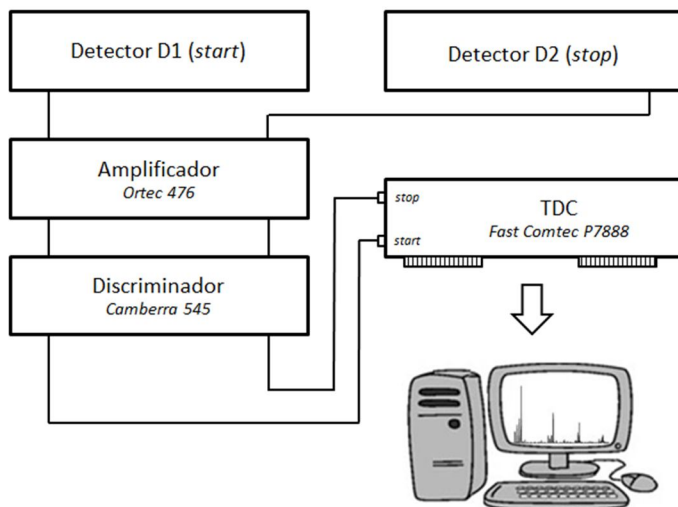 Detector D1 (start)
Detector D2 (stop)
Amplificador
Ortec 476
Discriminador
Camberra 545
stop
start
TDC
Fast Comtec P7888